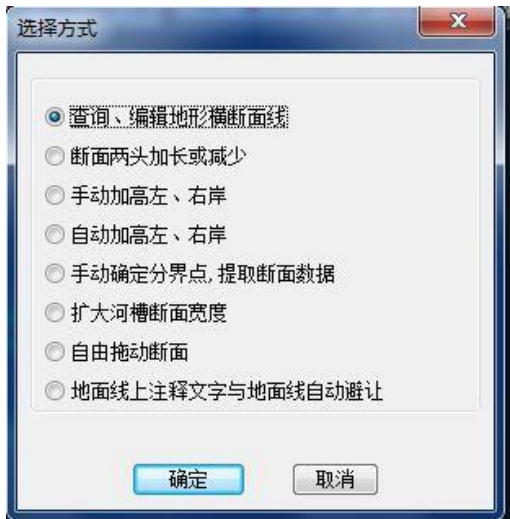 选择方式
查询、编辑地形横断面线
断面两头加长或减少
手动加高左、右岸
自动加高左、右岸
手动确定分界点,提取断面数据
扩大河槽断面宽度
自由拖动断面
地面线上注释文字与地面线自动避让
确定
取消